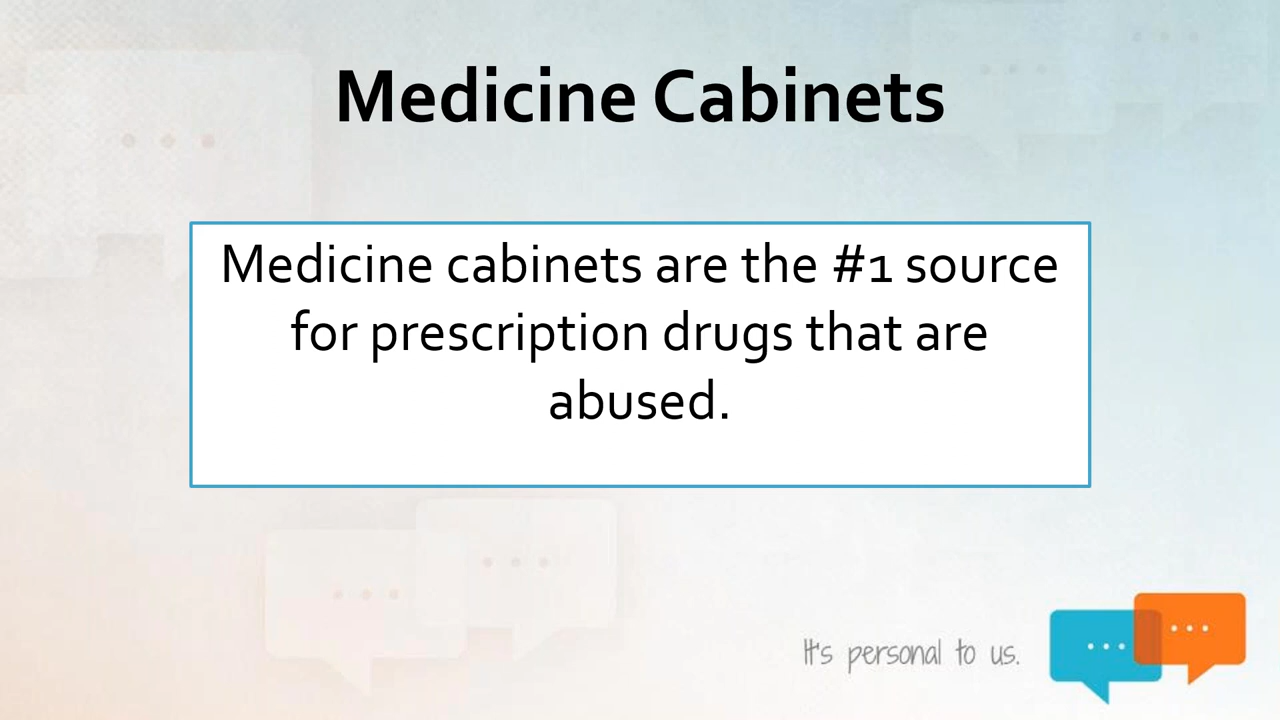 Medicine Cabinets
Medicine cabinets are the #1 source
for prescription drugs that are
abused.
It's personal to us.